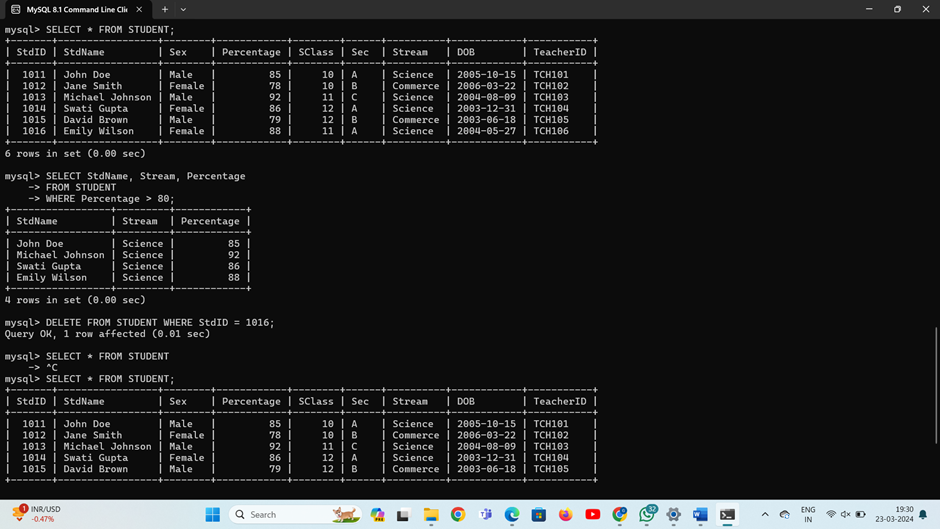 MySQL 8.1 Command Line Clie
mysql> SELECT * FROM STUDENT;
+-------+-----------------+--------+------------+--------+------+----------+------------+-----------+
| StdID | StdName | Sex | Percentage | SClass | Sec | Stream | DOB | TeacherID |
+-------+-----------------+--------+------------+--------+------+----------+------------+-----------+
| 1011 | John Doe | Male | 85 | 10 | A | Science | 2005-10-15 | TCH101 |
| 1012 | Jane Smith | Female | 78 | 10 | B | Commerce | 2006-03-22 | TCH102 |
| 1013 | Michael Johnson | Male | 92 | 11 | C | Science | 2004-08-09 | TCH103 |
| 1014 | Swati Gupta | Female | 86 | 12 | A | Science | 2003-12-31 | TCH104 |
| 1015 | David Brown | Male | 79 | 12 | B | Commerce | 2003-06-18 | TCH105 |
| 1016 | Emily Wilson | Female | 88 | 11 | A | Science | 2004-05-27 | TCH106 |
+-------+-----------------+--------+------------+--------+------+----------+------------+-----------+
6 rows in set (0.00 sec)
mysql> SELECT StdName, Stream, Percentage
-> FROM STUDENT
-> WHERE Percentage > 80;
+-----------------+---------+------------+
| StdName | Stream | Percentage |
+-----------------+---------+------------+
| John Doe | Science | 85 |
| Michael Johnson | Science | 92 |
| Swati Gupta | Science | 86 |
| Emily Wilson | Science | 88 |
+-----------------+---------+------------+
4 rows in set (0.00 sec)
mysql> DELETE FROM STUDENT WHERE StdID = 1016;
Query OK, 1 row affected (0.01 sec)
mysql> SELECT * FROM STUDENT
-> ^C
mysql> SELECT * FROM STUDENT;
+-------+-----------------+--------+------------+--------+------+----------+------------+-----------+
| StdID | StdName | Sex | Percentage | SClass | Sec | Stream | DOB | TeacherID |
+-------+-----------------+--------+------------+--------+------+----------+------------+-----------+
| 1011 | John Doe | Male | 85 | 10 | A | Science | 2005-10-15 | TCH101 |
| 1012 | Jane Smith | Female | 78 | 10 | B | Commerce | 2006-03-22 | TCH102 |
| 1013 | Michael Johnson | Male | 92 | 11 | C | Science | 2004-08-09 | TCH103 |
| 1014 | Swati Gupta | Female | 86 | 12 | A | Science | 2003-12-31 | TCH104 |
| 1015 | David Brown | Male | 79 | 12 | B | Commerce | 2003-06-18 | TCH105 |
+-------+-----------------+--------+------------+--------+------+----------+------------+-----------+
1 INR/USD
-0.47%
Search
ENG
IN
19:30
23-03-2024